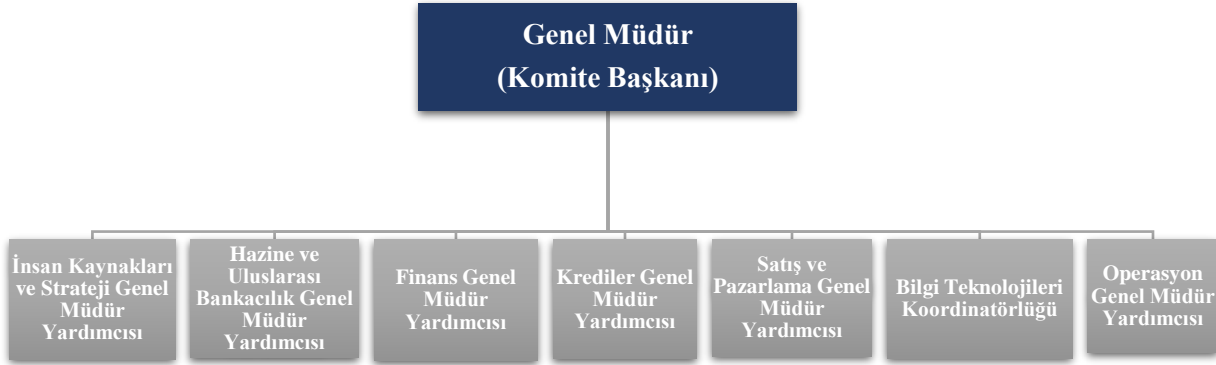 Genel Müdür
(Komite Başkanı)
İnsan Kaynakları
ve Strateji Genel
Müdür
Yardımcısı
Hazine ve
Uluslarası
Bankacılık Genel
Müdür
Yardımcısı
Finans Genel
Müdür
Yardımcısı
Krediler Genel
Müdür
Yardımcısı
Satış ve
Pazarlama Genel
Müdür
Yardımcısı
Bilgi Teknolojileri
Koordinatörlüğü
Operasyon
Genel Müdür
Yardımcısı